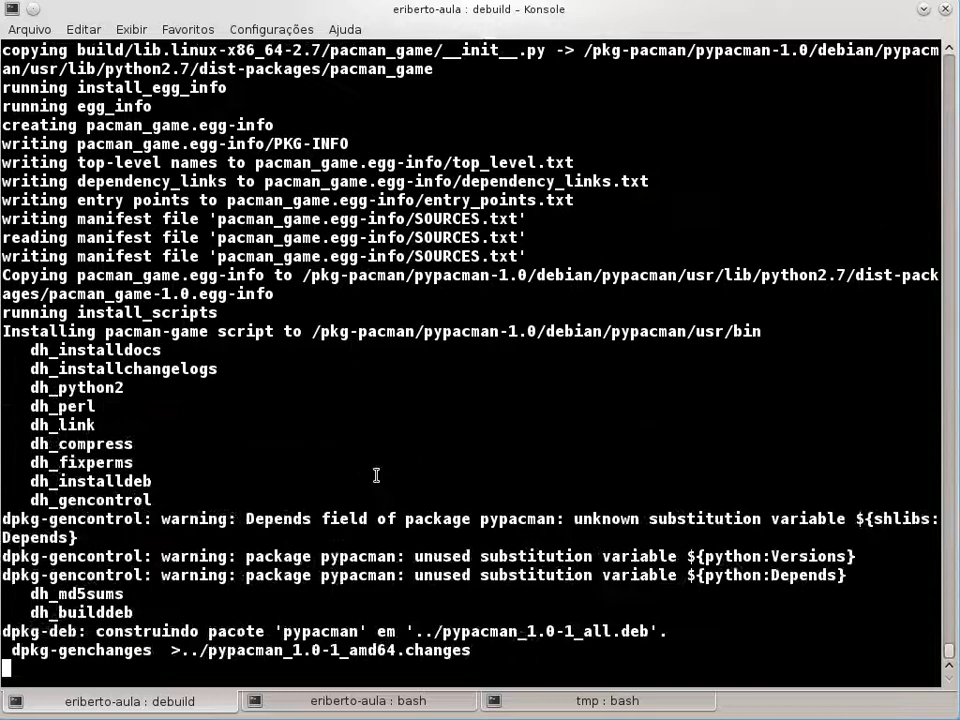 eriberto-aula : debuild – Konsole
Arquivo Editar Exibir Favoritos Configurações Ajuda
copying build/lib.linux-x86_64-2.7/pacman_game/__init__.py -> /pkg-pacman/pypacman-1.0/debian/pypacm
an/usr/lib/python2.7/dist-packages/pacman_game
running install_egg_info
running egg_info
creating pacman_game.egg-info
writing pacman_game.egg-info/PKG-INFO
writing top-level names to pacman_game.egg-info/top_level.txt
writing dependency_links to pacman_game.egg-info/dependency_links.txt
writing entry points to pacman_game.egg-info/entry_points.txt
writing manifest file 'pacman_game.egg-info/SOURCES.txt'
reading manifest file 'pacman_game.egg-info/SOURCES.txt'
writing manifest file 'pacman_game.egg-info/SOURCES.txt'
Copying pacman_game.egg-info to /pkg-pacman/pypacman-1.0/debian/pypacman/usr/lib/python2.7/dist-pack
ages/pacman_game-1.0.egg-info
running install_scripts
Installing pacman-game script to /pkg-pacman/pypacman-1.0/debian/pypacman/usr/bin
   dh_installdocs
   dh_installchangelogs
   dh_python2
   dh_perl
   dh_link
   dh_compress
   dh_fixperms
   dh_installdeb
   dh_gencontrol
dpkg-gencontrol: warning: Depends field of package pypacman: unknown substitution variable ${shlibs:
Depends}
dpkg-gencontrol: warning: package pypacman: unused substitution variable ${python:Versions}
dpkg-gencontrol: warning: package pypacman: unused substitution variable ${python:Depends}
   dh_md5sums
   dh_builddeb
dpkg-deb: construindo pacote 'pypacman' em '../pypacman_1.0-1_all.deb'.
 dpkg-genchanges  >../pypacman_1.0-1_amd64.changes
eriberto-aula : debuild eriberto-aula : bash tmp : bash